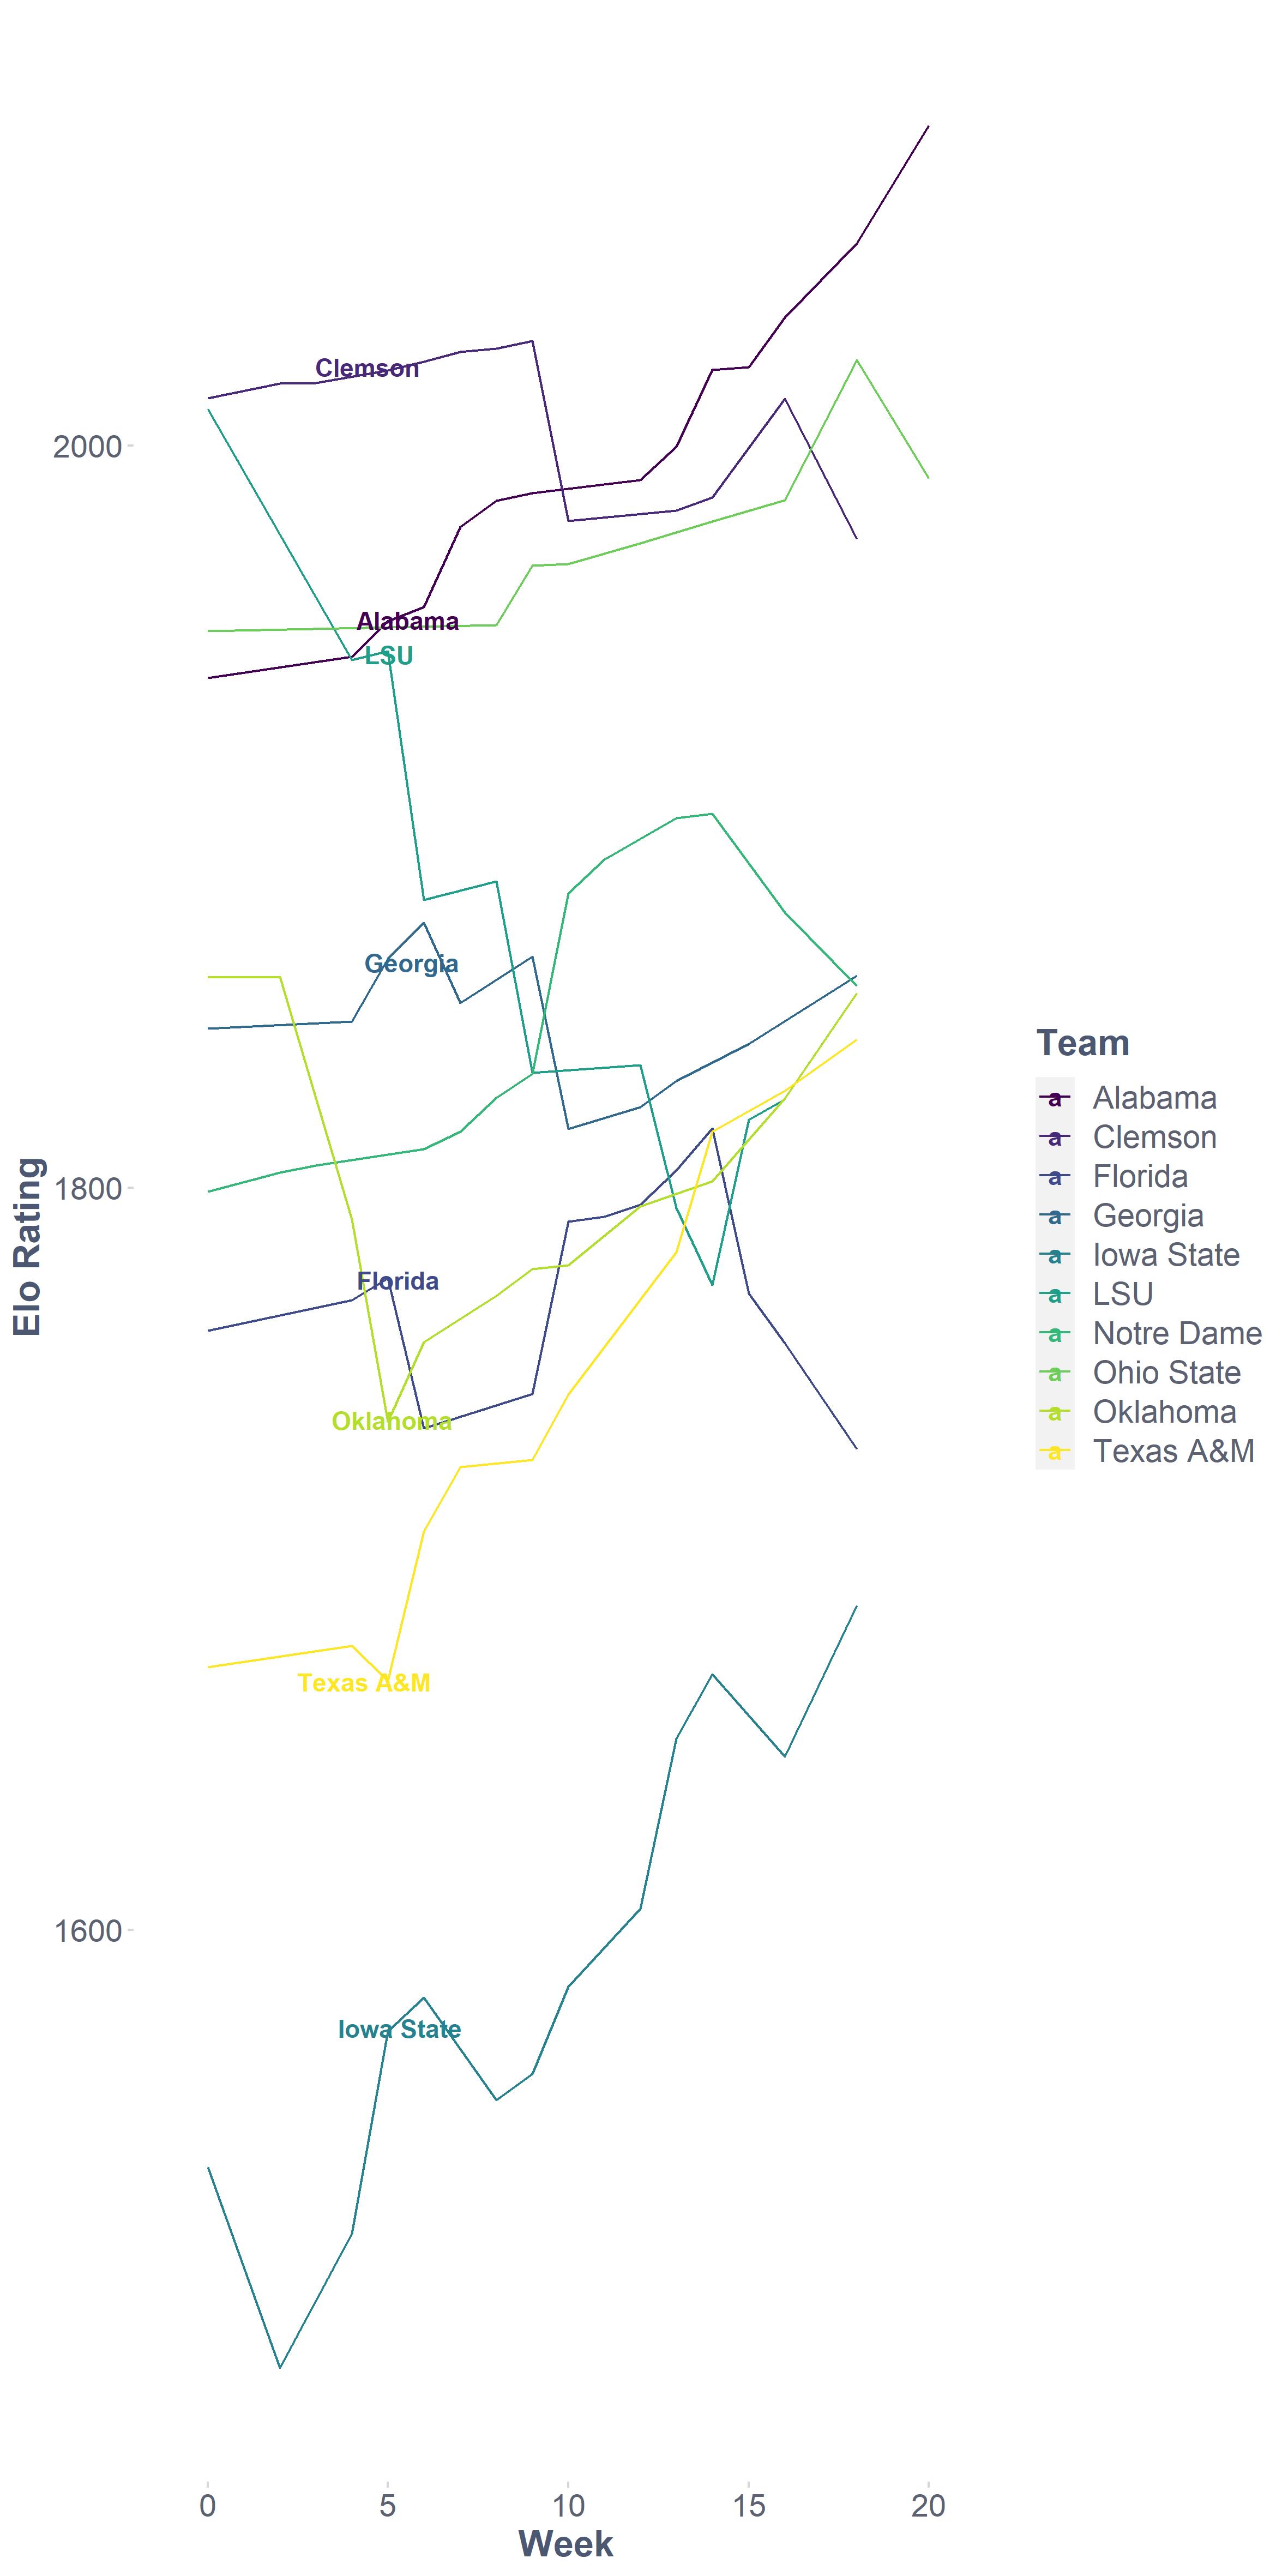 Clemson
2000
Alabama
LSU
Georgia
Team
a Alabama
a Clemson
a Florida
a Georgia
a Iowa State
a LSU
a Notre Dame
a Ohio State
a Oklahoma
a Texas A&M
Elo Rating
1800
Florida
Oklahoma
Texas A&M
1600
Iowa State
0 5 10 15 20
Week